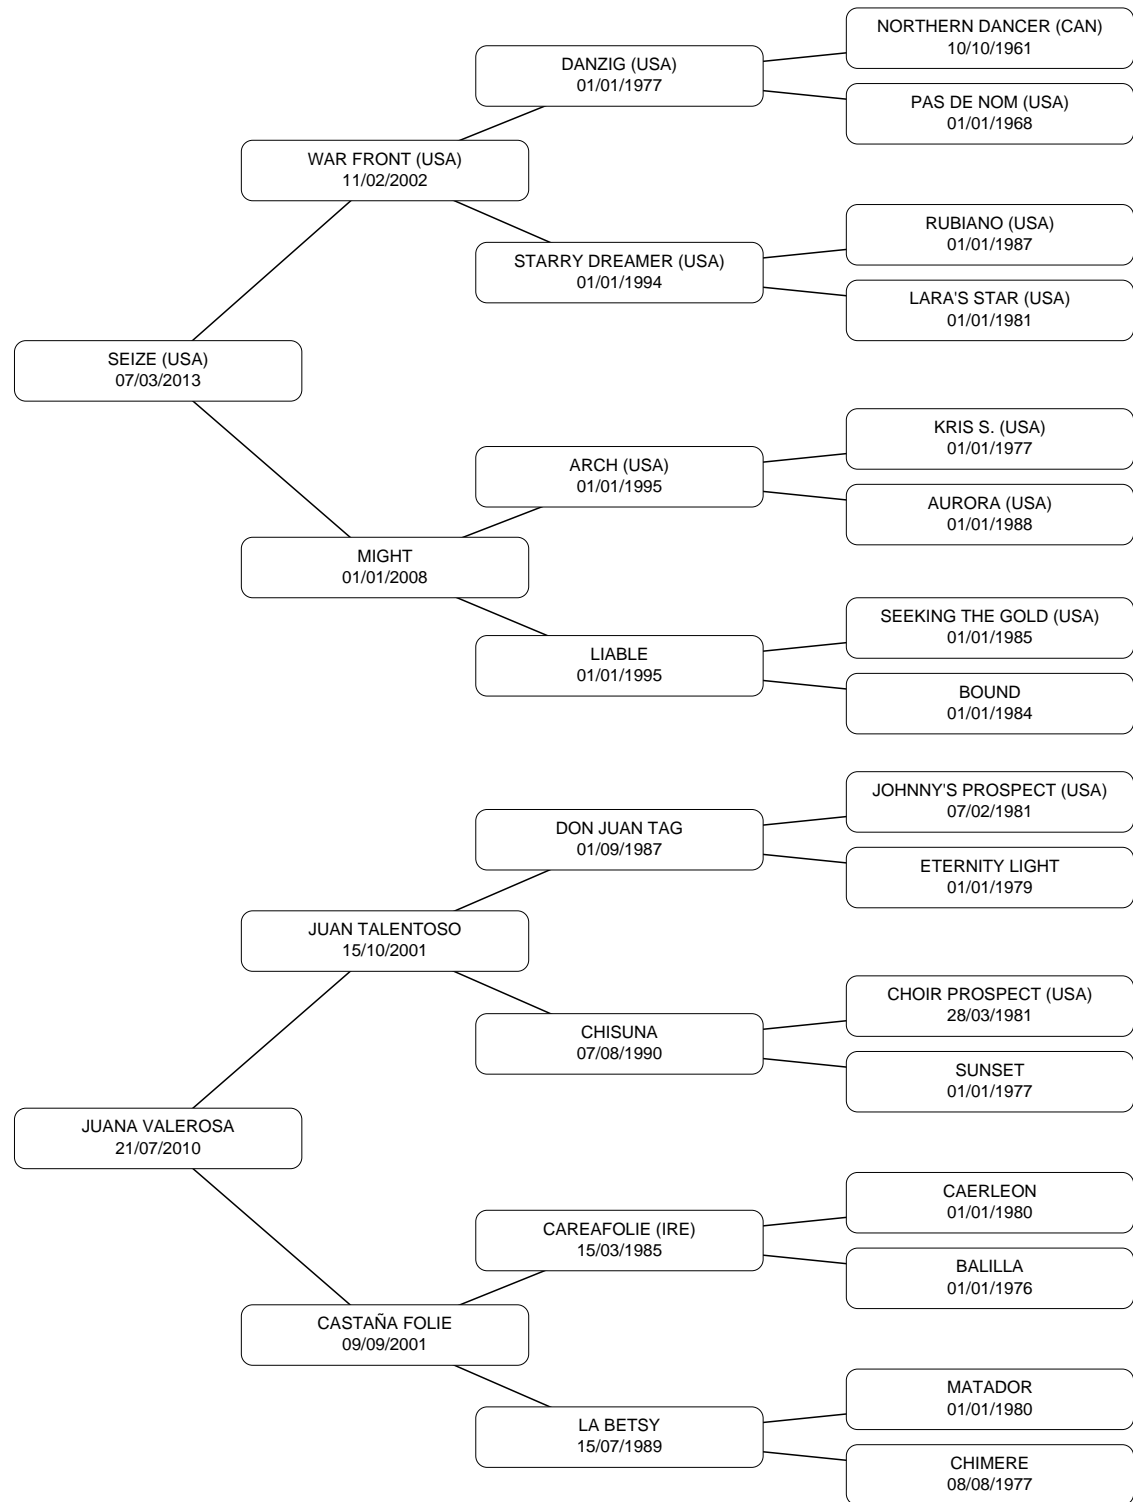 NORTHERN DANCER (CAN)
10/10/1961
DANZIG (USA)
01/01/1977
PAS DE NOM (USA)
01/01/1968
WAR FRONT (USA)
11/02/2002
RUBIANO (USA)
01/01/1987
STARRY DREAMER (USA)
01/01/1994
LARA'S STAR (USA)
01/01/1981
SEIZE (USA)
07/03/2013
KRIS S. (USA)
01/01/1977
ARCH (USA)
01/01/1995
AURORA (USA)
01/01/1988
MIGHT
01/01/2008
SEEKING THE GOLD (USA)
01/01/1985
LIABLE
01/01/1995
BOUND
01/01/1984
JOHNNY'S PROSPECT (USA)
07/02/1981
DON JUAN TAG
01/09/1987
ETERNITY LIGHT
01/01/1979
JUAN TALENTOSO
15/10/2001
CHOIR PROSPECT (USA)
28/03/1981
CHISUNA
07/08/1990
SUNSET
01/01/1977
JUANA VALEROSA
21/07/2010
CAERLEON
01/01/1980
CAREAFOLIE (IRE)
15/03/1985
BALILLA
01/01/1976
CASTAÑA FOLIE
09/09/2001
MATADOR
01/01/1980
LA BETSY
15/07/1989
CHIMERE
08/08/1977